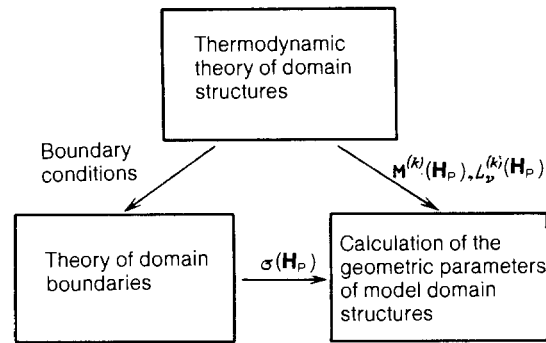 Thermodynamic
theory of domain
structures
Boundary
conditions
M^(k)(H_P), L_ν^(k)(H_P)
Theory of domain
boundaries
σ(H_P)
Calculation of the
geometric parameters
of model domain
structures